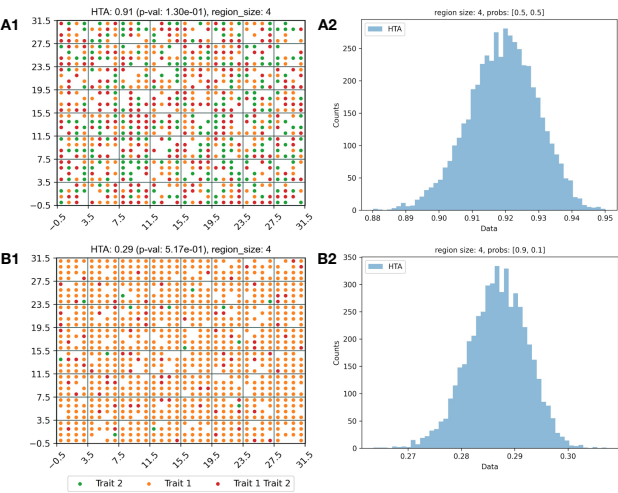 A1
HTA: 0.91 (p-val: 1.30e-01), region_size: 4
31.5
27.5
23.5
19.5
15.5
11.5
7.5
3.5
−0.5
−0.5 3.5 7.5 11.5 15.5 19.5 23.5 27.5 31.5
A2
region size: 4, probs: [0.5, 0.5]
HTA
Counts
250
200
150
100
50
0
0.88 0.89 0.90 0.91 0.92 0.93 0.94 0.95
Data
B1
HTA: 0.29 (p-val: 5.17e-01), region_size: 4
31.5
27.5
23.5
19.5
15.5
11.5
7.5
3.5
−0.5
−0.5 3.5 7.5 11.5 15.5 19.5 23.5 27.5 31.5
Trait 2 Trait 1 Trait 1 Trait 2
B2
region size: 4, probs: [0.9, 0.1]
HTA
Counts
350
300
250
200
150
100
50
0
0.27 0.28 0.29 0.30
Data